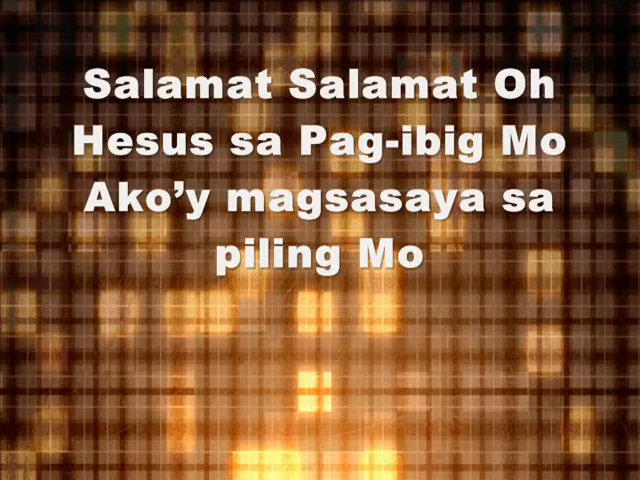 Salamat Salamat Oh
Hesus sa Pag-ibig Mo
Ako’y magsasaya sa
piling Mo